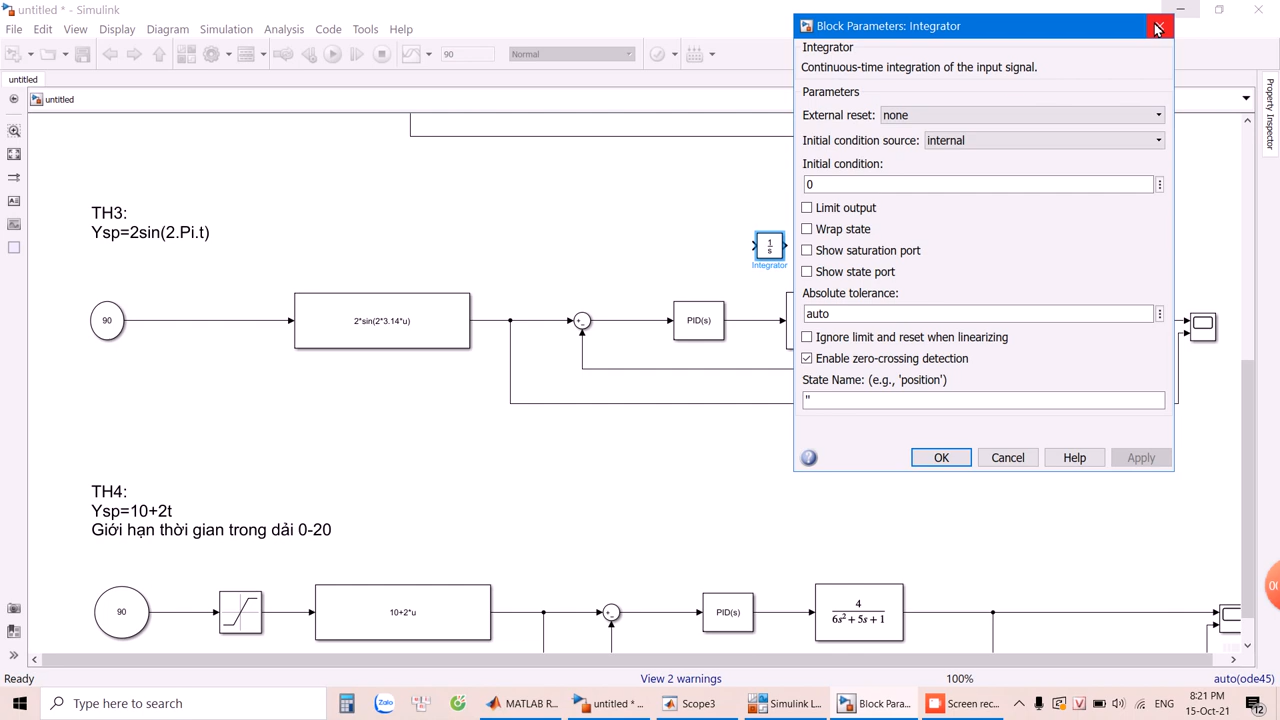 untitled * - Simulink
Block Parameters: Integrator
File Edit View Display Diagram Simulation Analysis Code Tools Help
90
Normal
untitled
untitled
Integrator
Continuous-time integration of the input signal.
Parameters
External reset: none
Initial condition source: internal
Initial condition:
0
Limit output
Wrap state
Show saturation port
Show state port
Absolute tolerance:
auto
Ignore limit and reset when linearizing
Enable zero-crossing detection
State Name: (e.g., 'position')
''
OK Cancel Help Apply
Property Inspector
TH3:
Ysp=2sin(2.Pi.t)
1
s
Integrator
90
2*sin(2*3.14*u)
+
−
PID(s)
TH4:
Ysp=10+2t
Giới hạn thời gian trong dải 0-20
90
10+2*u
+
−
PID(s)
4
6s²+5s+1
Ready
View 2 warnings
100%
auto(ode45)
Type here to search
Zalo
MATLAB ...
untitled * ...
Scope3
Simulink L...
Block Para...
Screen rec...
ENG
8:21 PM
15-Oct-21
12